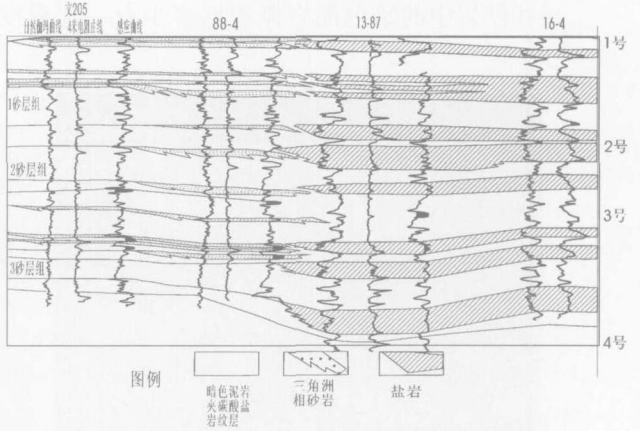 文205
自然伽玛曲线 4米电阻曲线 感应曲线 88-4 13-87 16-4
1号
1砂层组
2号
2砂层组
3号
3砂层组
4号
图例
暗色泥岩
夹碳酸盐
岩纹层
三角洲
相砂岩
盐岩